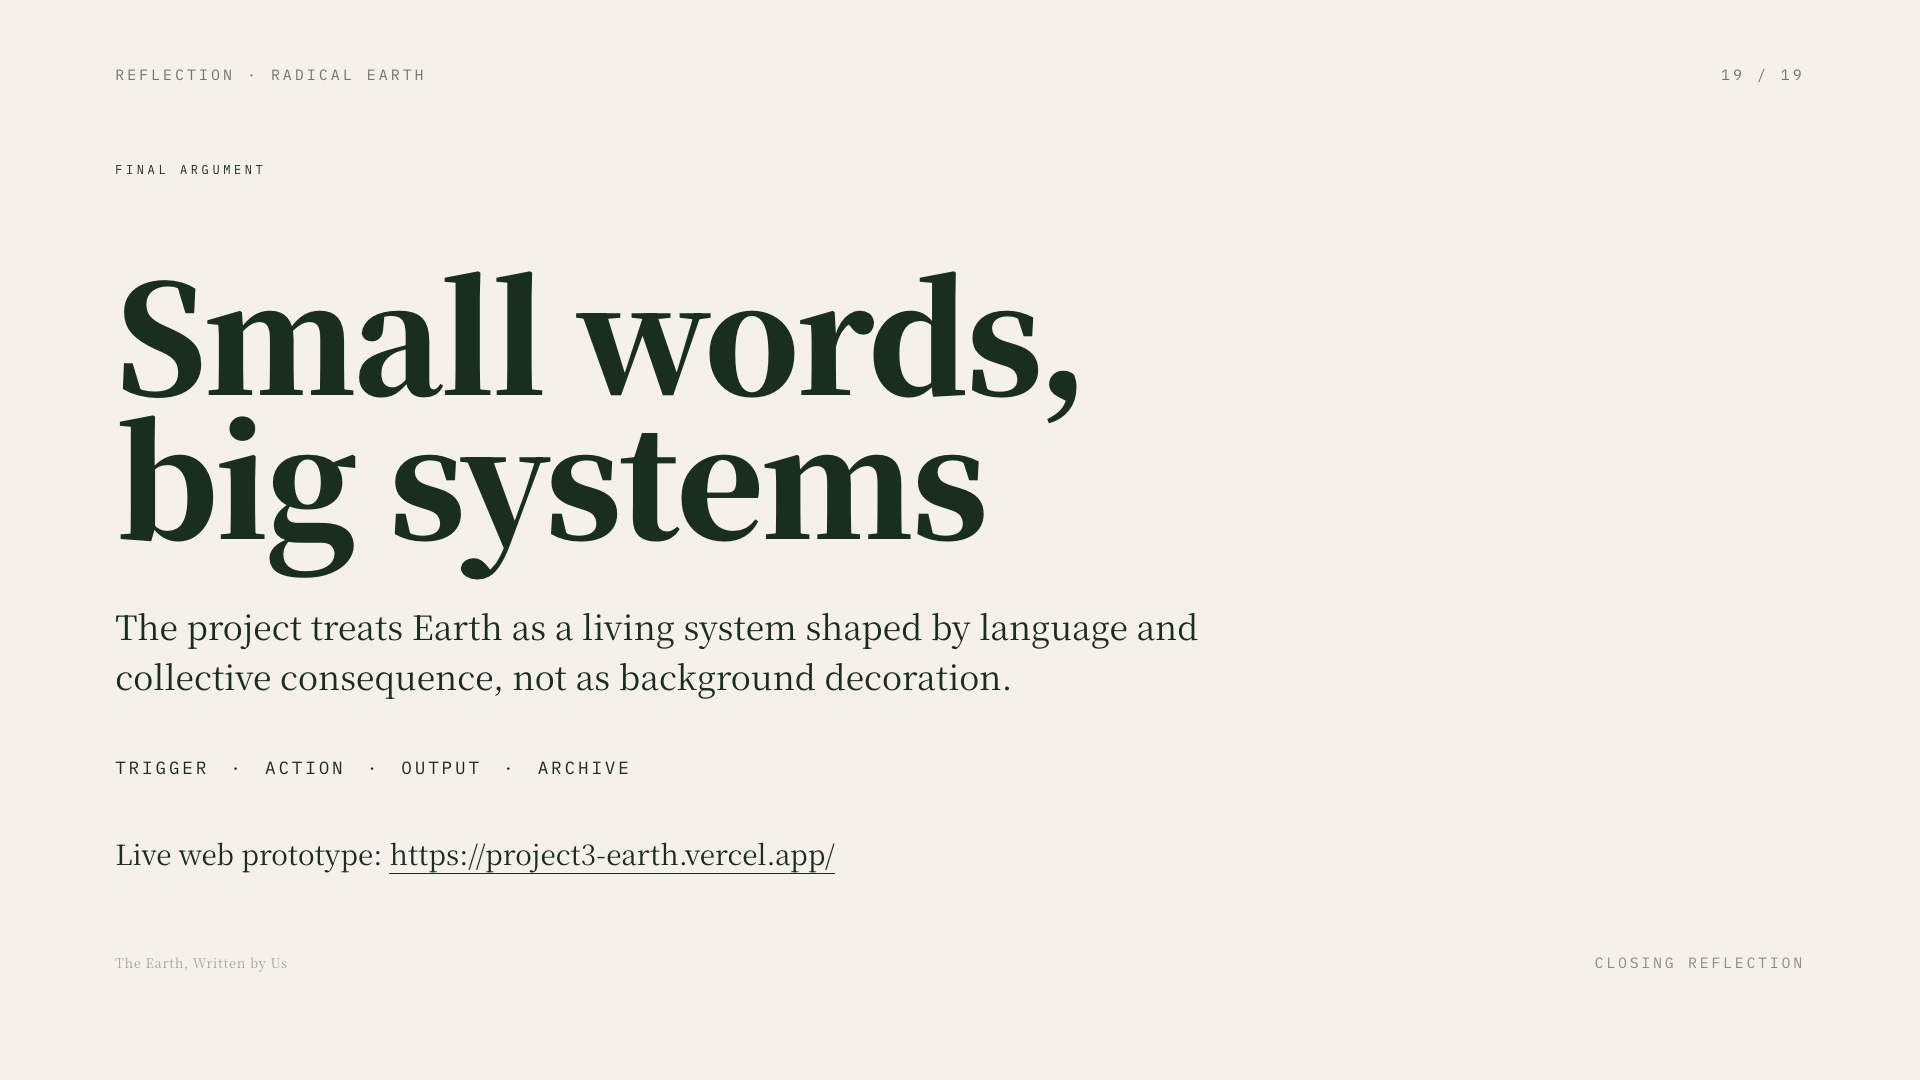 REFLECTION · RADICAL EARTH
19 / 19
FINAL ARGUMENT
Small words,
big systems
The project treats Earth as a living system shaped by language and
collective consequence, not as background decoration.
TRIGGER · ACTION · OUTPUT · ARCHIVE
Live web prototype: https://project3-earth.vercel.app/
The Earth, Written by Us
CLOSING REFLECTION